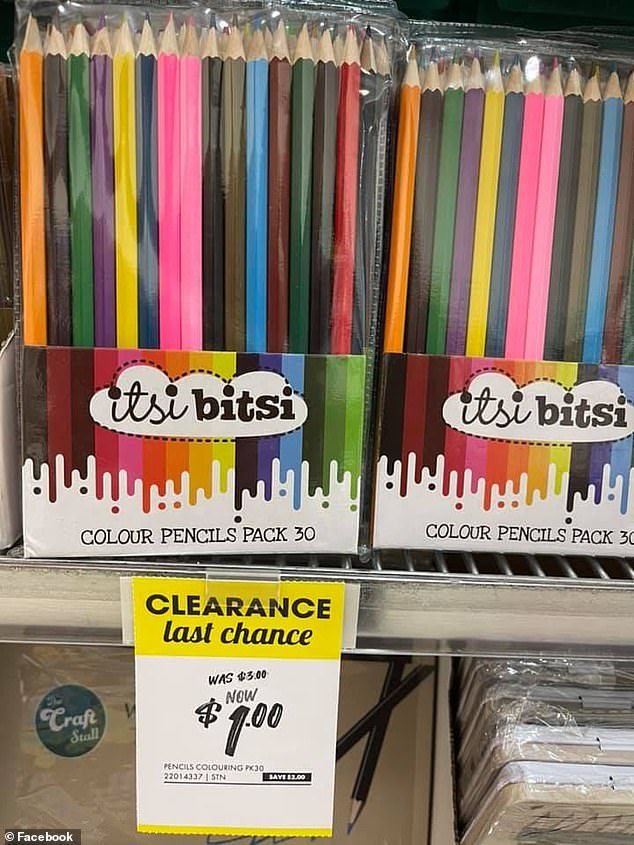 itsi bitsi
COLOUR PENCILS PACK 30
itsi bitsi
COLOUR PENCILS PACK 30
CLEARANCE
last chance
WAS $3.00
NOW
$1.00
PENCILS COLOURING PK30
22014337 | STN
SAVE $2.00
The
Craft
Stall
© Facebook